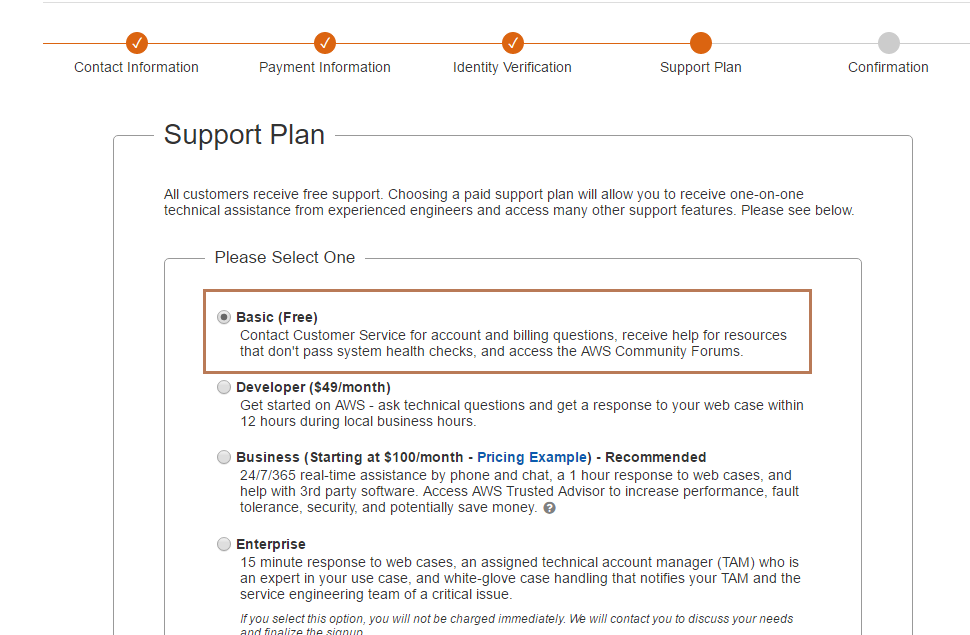 Contact Information
Payment Information
Identity Verification
Support Plan
Confirmation
Support Plan
All customers receive free support. Choosing a paid support plan will allow you to receive one-on-one
technical assistance from experienced engineers and access many other support features. Please see below.
Please Select One
Basic (Free)
Contact Customer Service for account and billing questions, receive help for resources
that don't pass system health checks, and access the AWS Community Forums.
Developer ($49/month)
Get started on AWS - ask technical questions and get a response to your web case within
12 hours during local business hours.
Business (Starting at $100/month - Pricing Example) - Recommended
24/7/365 real-time assistance by phone and chat, a 1 hour response to web cases, and
help with 3rd party software. Access AWS Trusted Advisor to increase performance, fault
tolerance, security, and potentially save money. ?
Enterprise
15 minute response to web cases, an assigned technical account manager (TAM) who is
an expert in your use case, and white-glove case handling that notifies your TAM and the
service engineering team of a critical issue.
If you select this option, you will not be charged immediately. We will contact you to discuss your needs
and finalize the signup.